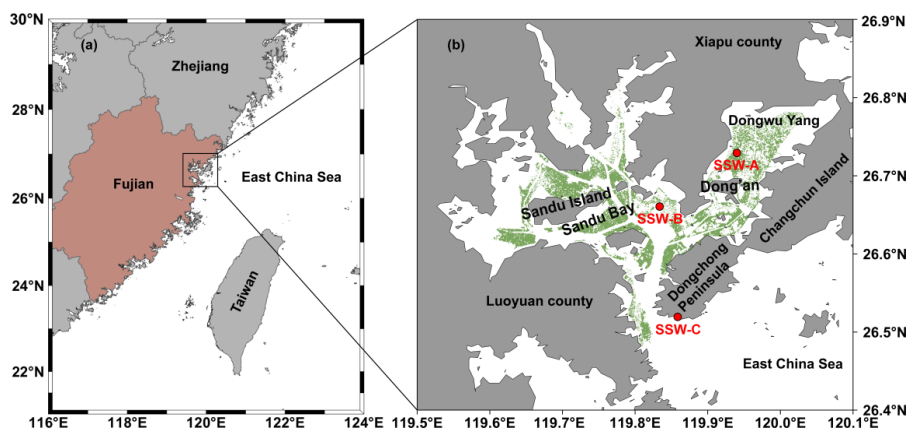 30°N
28°N
26°N
24°N
22°N
116°E
118°E
120°E
122°E
124°E
(a)
Zhejiang
Fujian
East China Sea
Taiwan
(b)
Xiapu county
Dongwu Yang
SSW-A
Dong'an
Changchun Island
Sandu Island
Sandu Bay
SSW-B
Dongchong
Peninsula
Luoyuan county
SSW-C
East China Sea
26.9°N
26.8°N
26.7°N
26.6°N
26.5°N
26.4°N
119.5°E
119.6°E
119.7°E
119.8°E
119.9°E
120.0°E
120.1°E